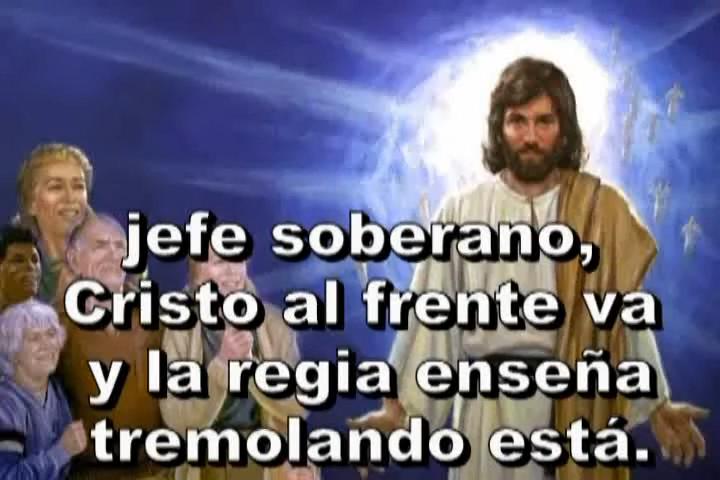 jefe soberano,
Cristo al frente va
y la regia enseña
tremolando está.